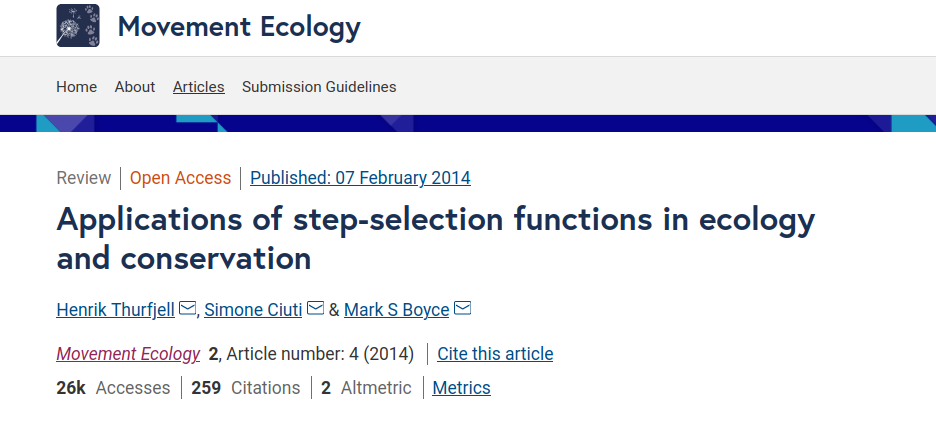 Movement Ecology
Home About Articles Submission Guidelines
Review Open Access Published: 07 February 2014
Applications of step-selection functions in ecology
and conservation
Henrik Thurfjell, Simone Ciuti & Mark S Boyce
Movement Ecology 2, Article number: 4 (2014) Cite this article
26k Accesses 259 Citations 2 Altmetric Metrics